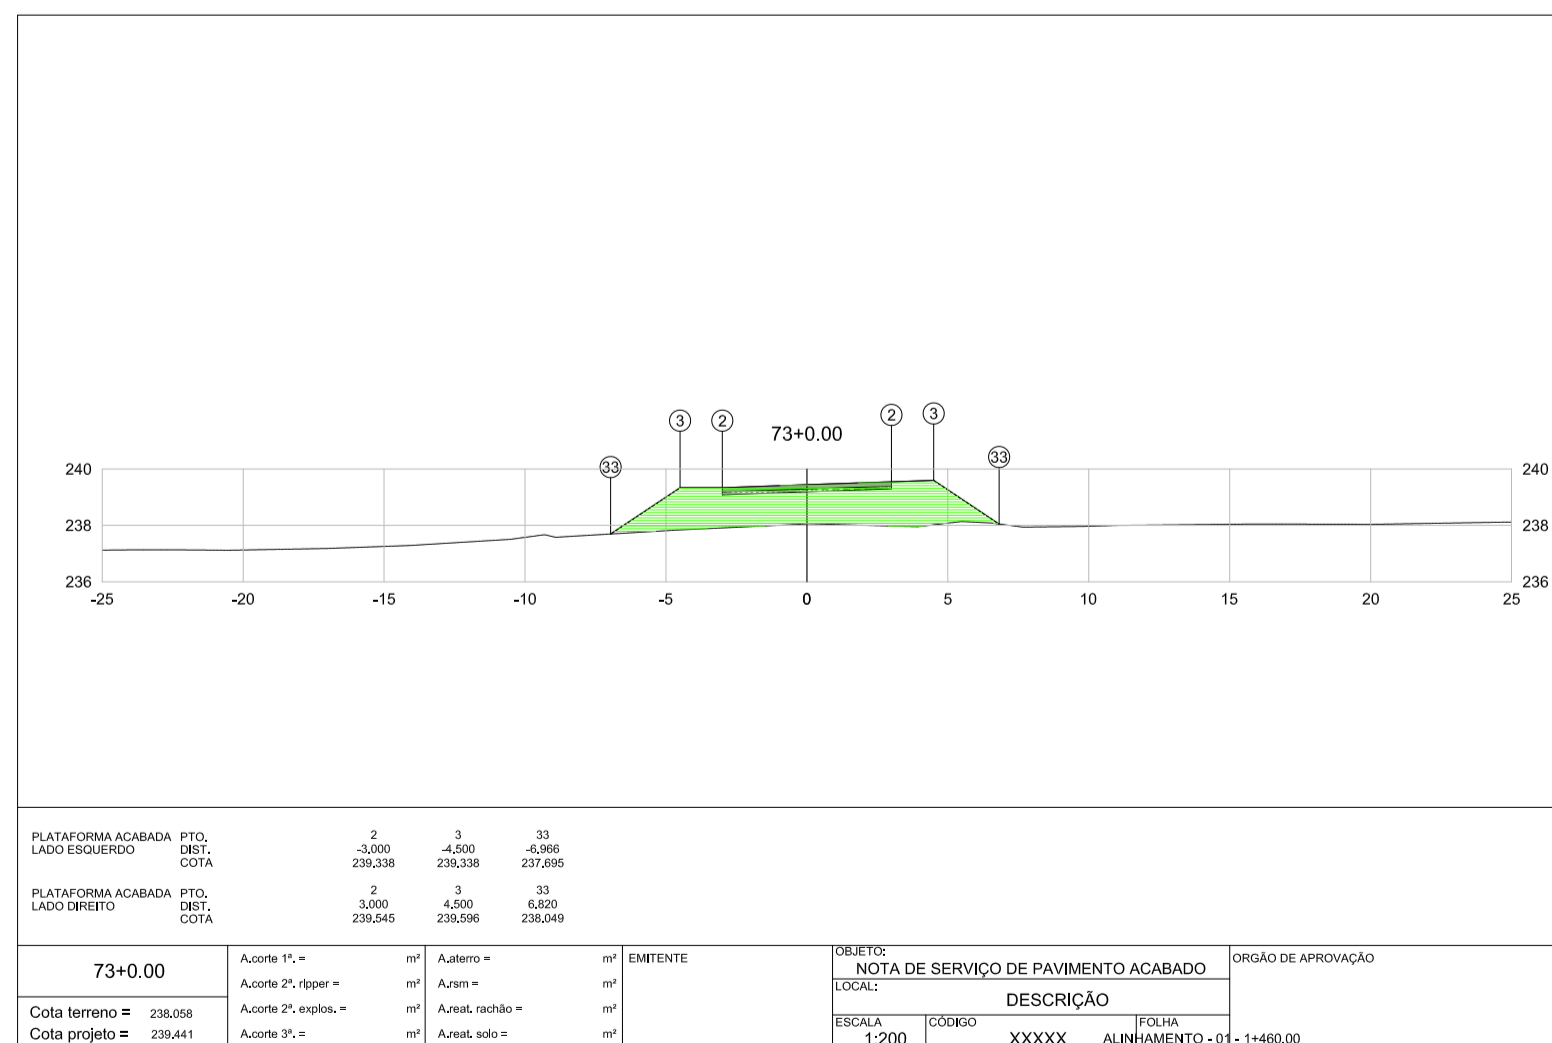 3 2 73+0.00 2 3
33 33
240 240
238 238
236 236
-25 -20 -15 -10 -5 0 5 10 15 20 25
PLATAFORMA ACABADA PTO. 2 3 33
LADO ESQUERDO DIST. -3,000 -4,500 -6,966
COTA 239,338 239,338 237,695
PLATAFORMA ACABADA PTO. 2 3 33
LADO DIREITO DIST. 3,000 4,500 6,820
COTA 239,545 239,596 238,049
73+0.00
Cota terreno = 238,058
Cota projeto = 239,441
A.corte 1ª. = m²
A.corte 2ª. ripper = m²
A.corte 2ª. explos. = m²
A.corte 3ª. = m²
A.aterro = m²
A.rsm = m²
A.reat. rachão = m²
A.reat. solo = m²
EMITENTE
OBJETO:
NOTA DE SERVIÇO DE PAVIMENTO ACABADO
LOCAL:
DESCRIÇÃO
ESCALA
1:200
CÓDIGO
XXXXX
FOLHA
ALINHAMENTO - 01 - 1+460.00
ORGÃO DE APROVAÇÃO